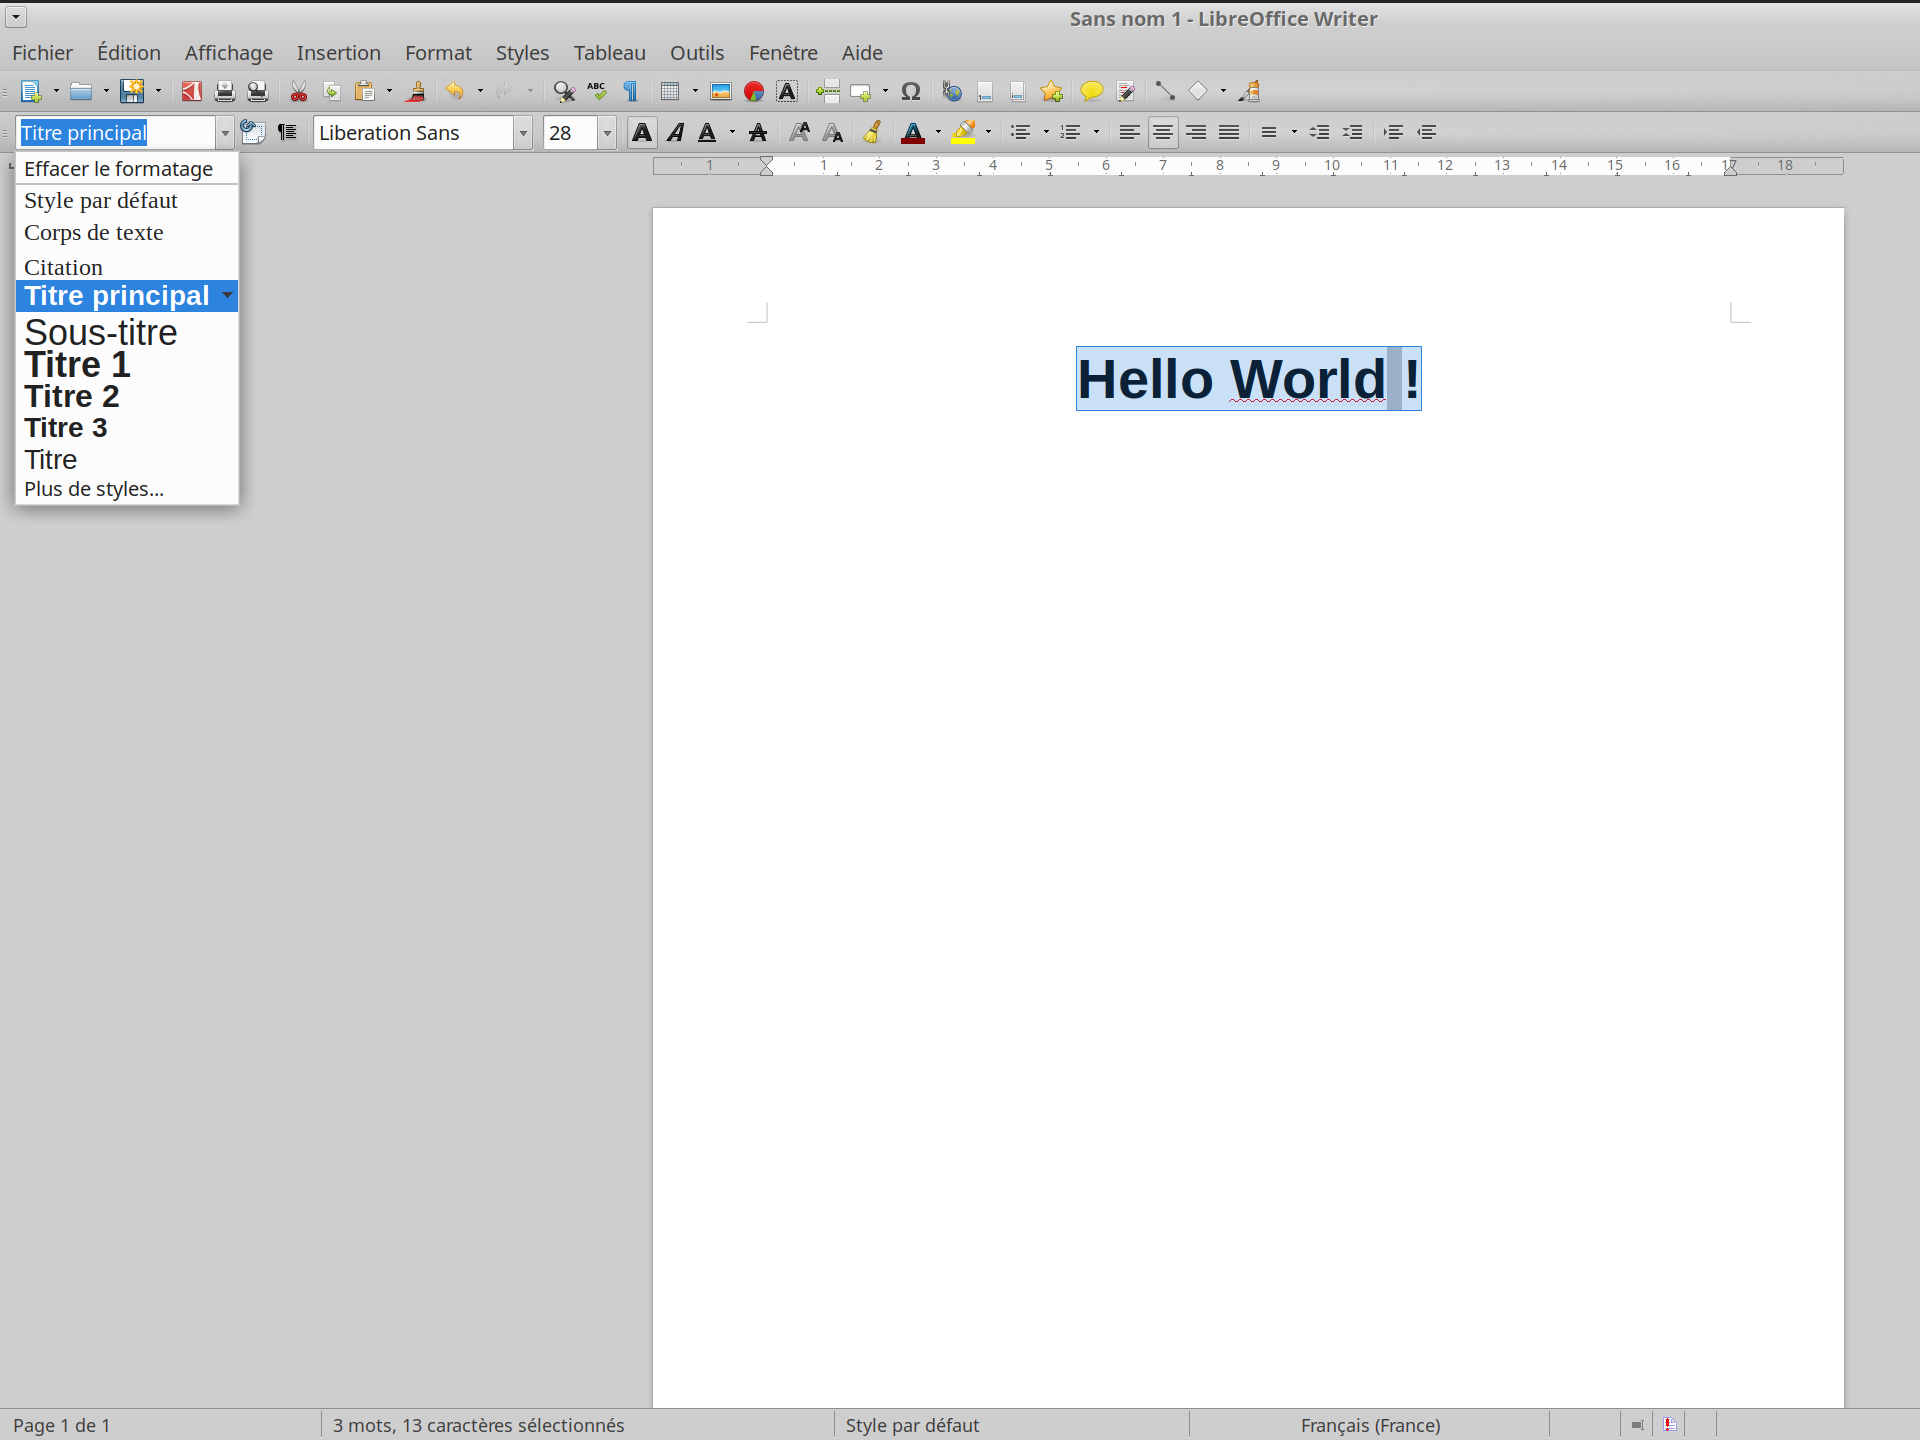 Sans nom 1 - LibreOffice Writer
Fichier Édition Affichage Insertion Format Styles Tableau Outils Fenêtre Aide
Titre principal Liberation Sans 28
Effacer le formatage
Style par défaut
Corps de texte
Citation
Titre principal
Sous-titre
Titre 1
Titre 2
Titre 3
Titre
Plus de styles...
1 1 2 3 4 5 6 7 8 9 10 11 12 13 14 15 16 17 18
Hello World !
Page 1 de 1 3 mots, 13 caractères sélectionnés Style par défaut Français (France)